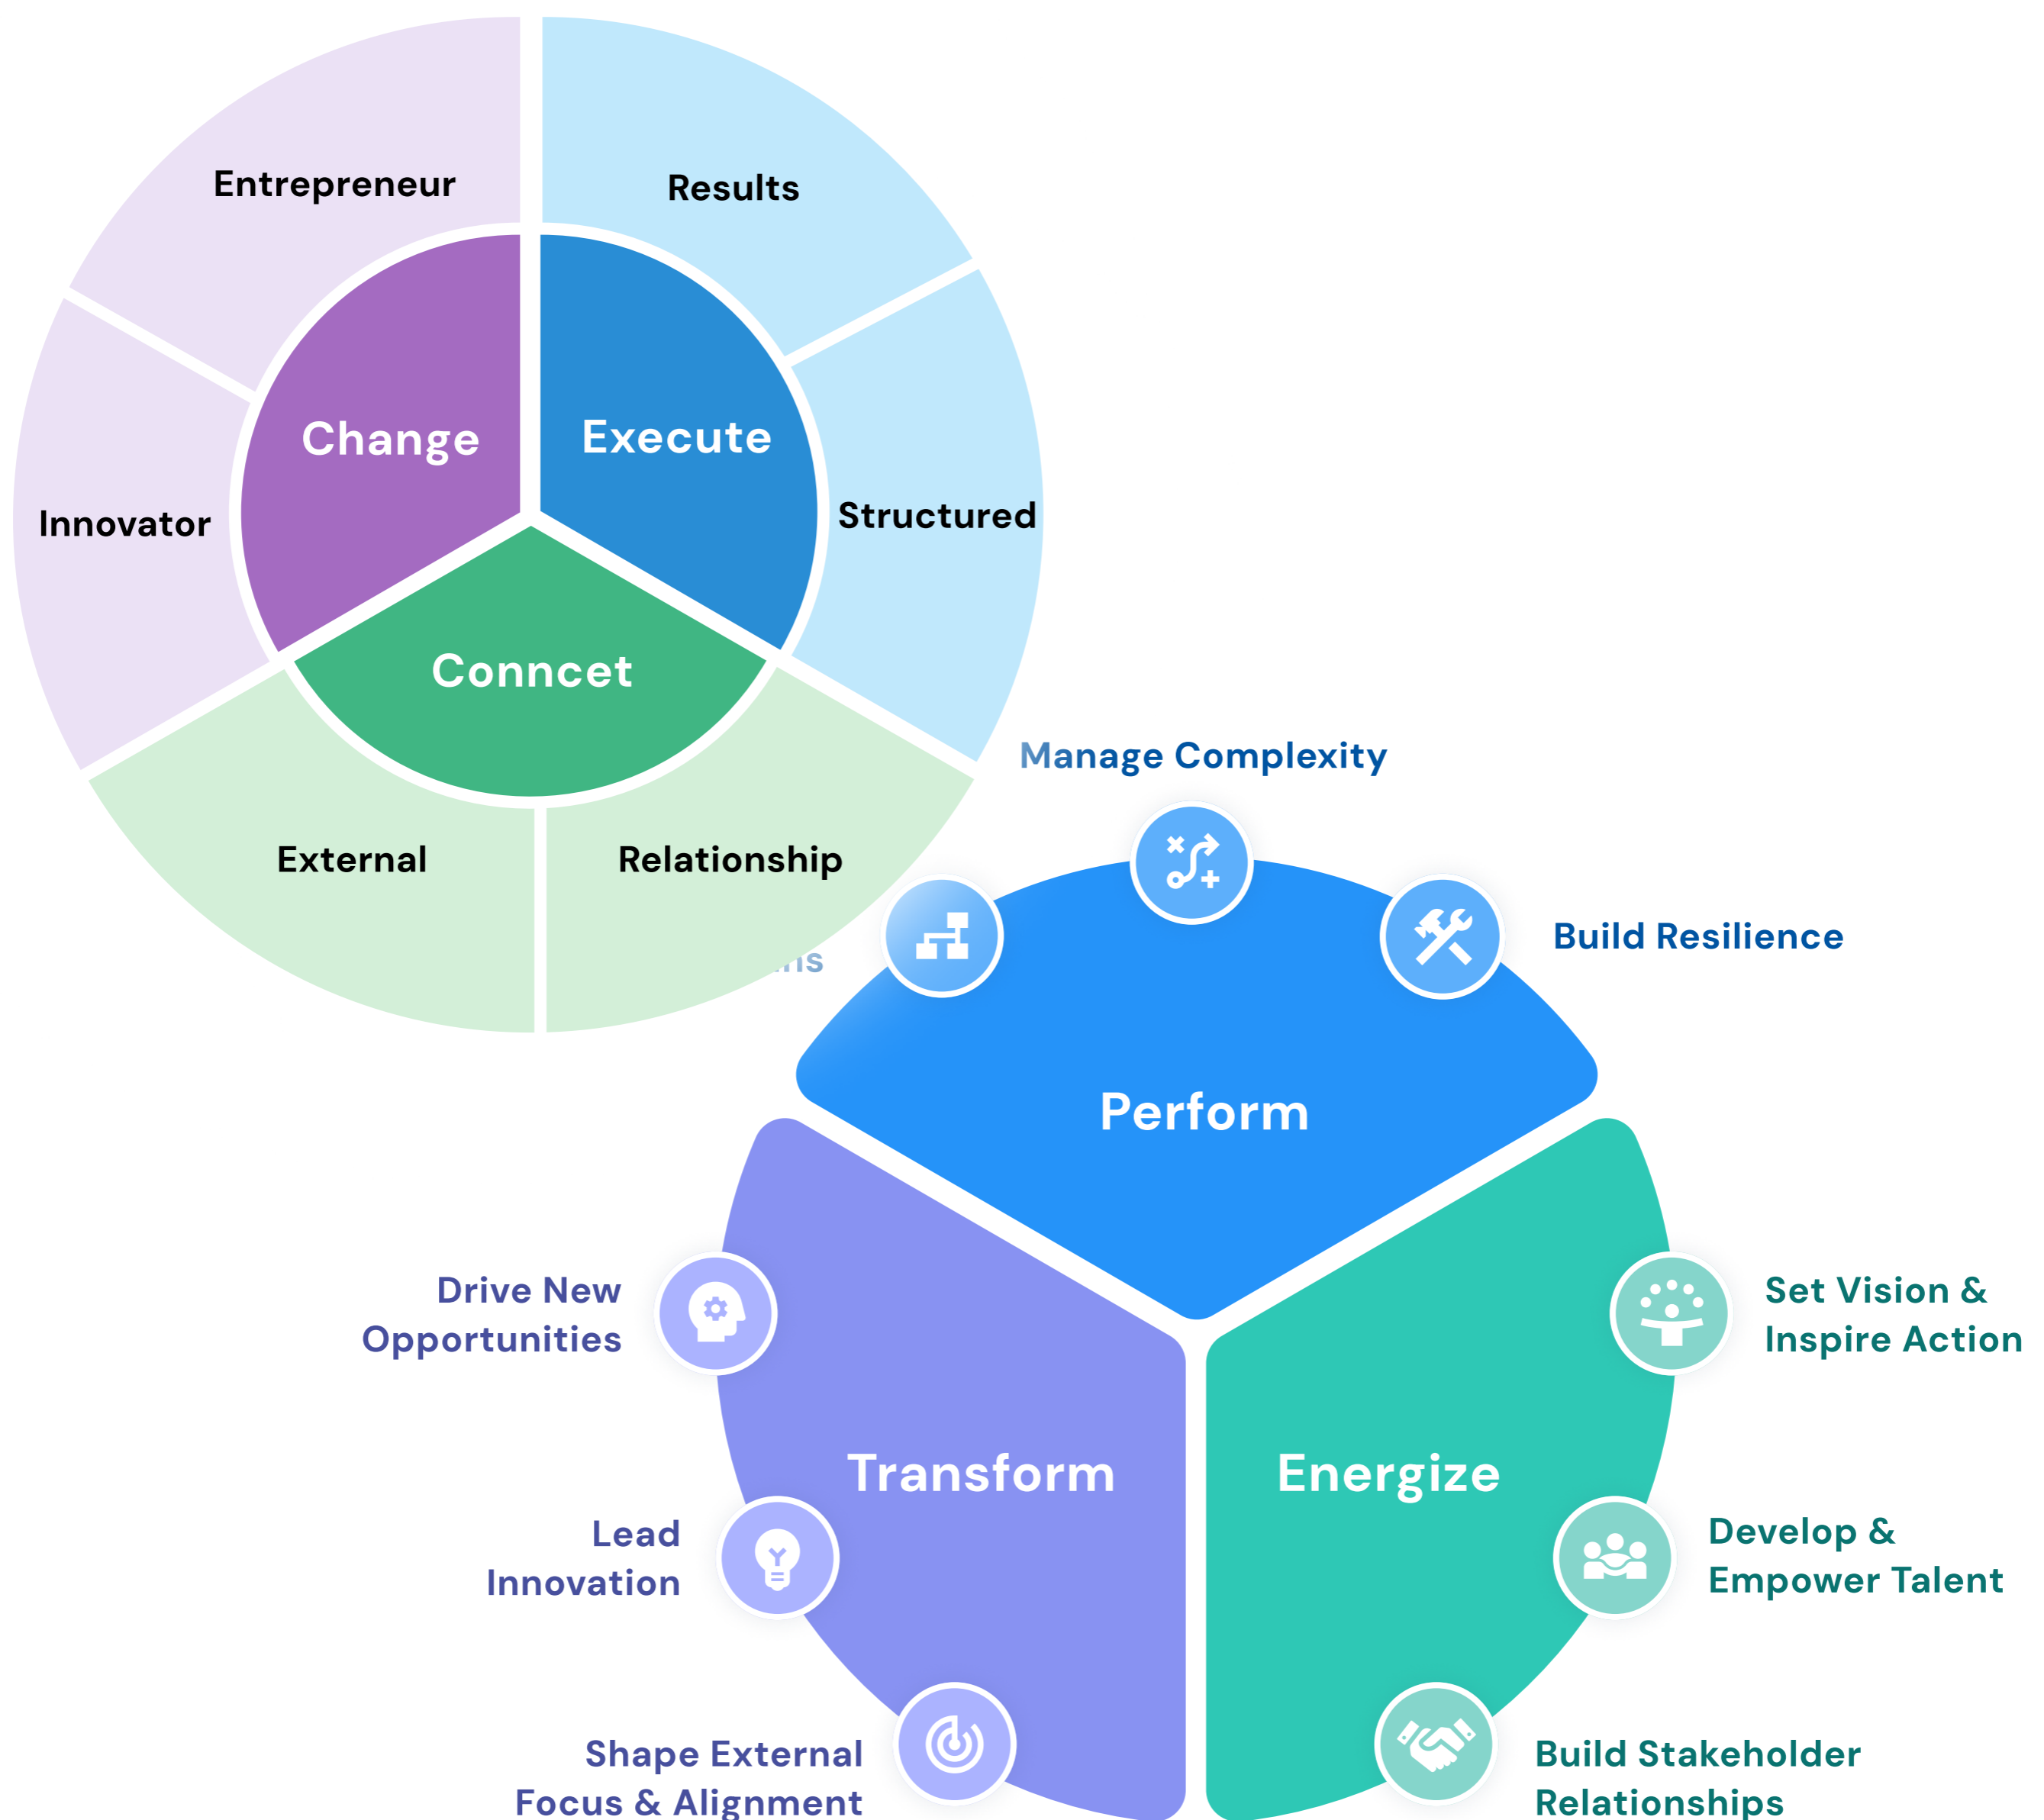 Entrepreneur
Results
Change
Execute
Innovator
Structured
Conncet
External
Relationship
Manage Complexity
Build Resilience
Perform
Drive New
Opportunities
Set Vision &
Inspire Action
Transform
Energize
Lead
Innovation
Develop &
Empower Talent
Shape External
Focus & Alignment
Build Stakeholder
Relationships